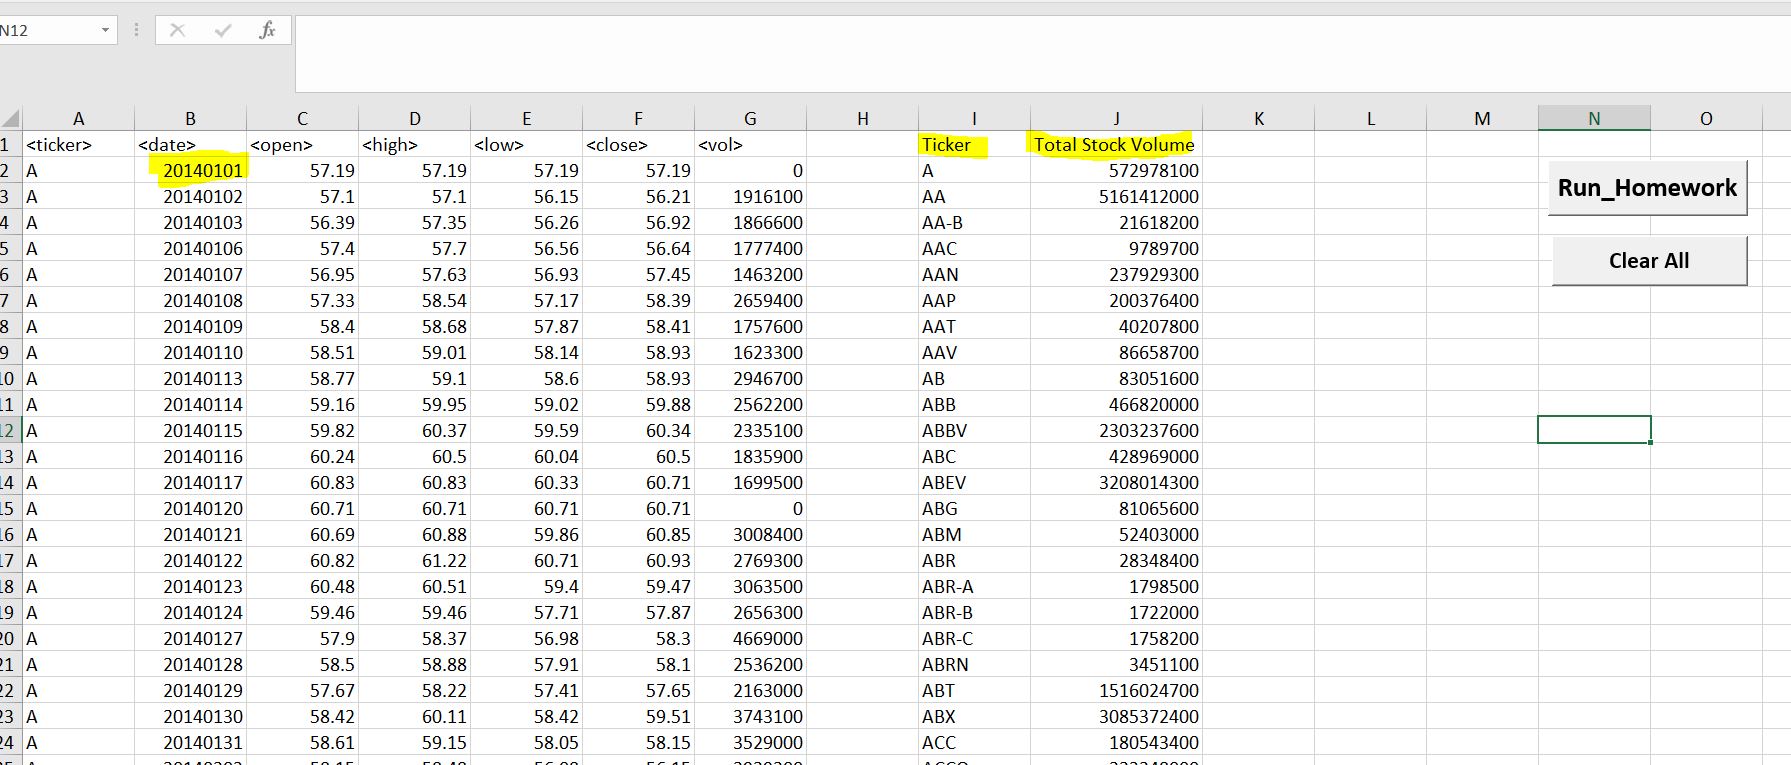 N12 fx
A B C D E F G H I J K L M N O
1 <ticker> <date> <open> <high> <low> <close> <vol> Ticker Total Stock Volume
2 A 20140101 57.19 57.19 57.19 57.19 0 A 572978100
3 A 20140102 57.1 57.1 56.15 56.21 1916100 AA 5161412000 Run_Homework
4 A 20140103 56.39 57.35 56.26 56.92 1866600 AA-B 21618200
5 A 20140106 57.4 57.7 56.56 56.64 1777400 AAC 9789700
6 A 20140107 56.95 57.63 56.93 57.45 1463200 AAN 237929300 Clear All
7 A 20140108 57.33 58.54 57.17 58.39 2659400 AAP 200376400
8 A 20140109 58.4 58.68 57.87 58.41 1757600 AAT 40207800
9 A 20140110 58.51 59.01 58.14 58.93 1623300 AAV 86658700
10 A 20140113 58.77 59.1 58.6 58.93 2946700 AB 83051600
11 A 20140114 59.16 59.95 59.02 59.88 2562200 ABB 466820000
12 A 20140115 59.82 60.37 59.59 60.34 2335100 ABBV 2303237600
13 A 20140116 60.24 60.5 60.04 60.5 1835900 ABC 428969000
14 A 20140117 60.83 60.83 60.33 60.71 1699500 ABEV 3208014300
15 A 20140120 60.71 60.71 60.71 60.71 0 ABG 81065600
16 A 20140121 60.69 60.88 59.86 60.85 3008400 ABM 52403000
17 A 20140122 60.82 61.22 60.71 60.93 2769300 ABR 28348400
18 A 20140123 60.48 60.51 59.4 59.47 3063500 ABR-A 1798500
19 A 20140124 59.46 59.46 57.71 57.87 2656300 ABR-B 1722000
20 A 20140127 57.9 58.37 56.98 58.3 4669000 ABR-C 1758200
21 A 20140128 58.5 58.88 57.91 58.1 2536200 ABRN 3451100
22 A 20140129 57.67 58.22 57.41 57.65 2163000 ABT 1516024700
23 A 20140130 58.42 60.11 58.42 59.51 3743100 ABX 3085372400
24 A 20140131 58.61 59.15 58.05 58.15 3529000 ACC 180543400